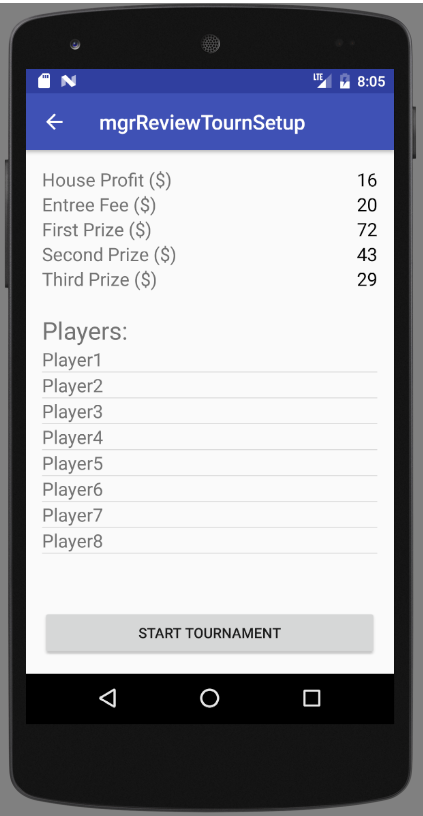 LTE 8:05
mgrReviewTournSetup
House Profit ($) 16
Entree Fee ($) 20
First Prize ($) 72
Second Prize ($) 43
Third Prize ($) 29
Players:
Player1
Player2
Player3
Player4
Player5
Player6
Player7
Player8
START TOURNAMENT